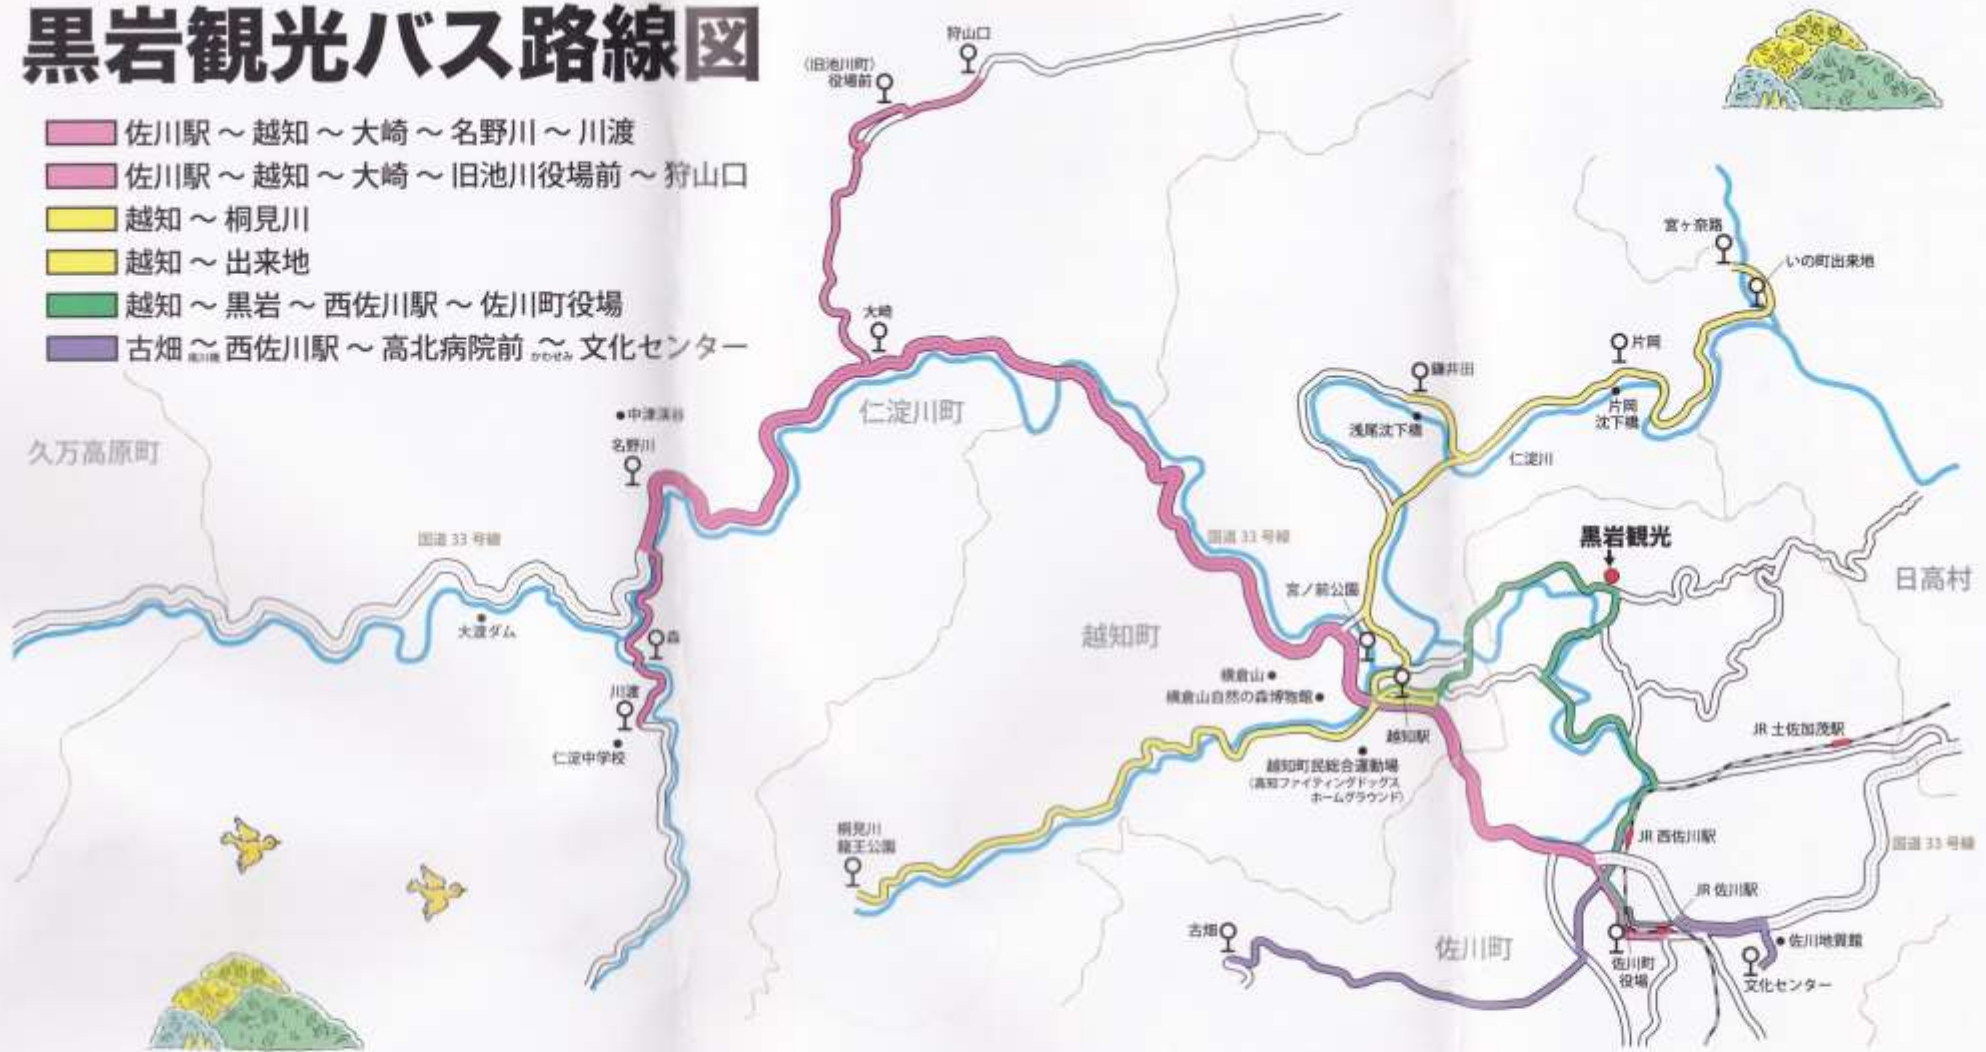 黒岩観光バス路線図
佐川駅 ～ 越知 ～ 大崎 ～ 名野川 ～ 川渡
佐川駅 ～ 越知 ～ 大崎 ～ 旧池川役場前 ～ 狩山口
越知 ～ 桐見川
越知 ～ 出来地
越知 ～ 黒岩 ～ 西佐川駅 ～ 佐川町役場
古畑 ～ 西佐川駅 ～ 高北病院前 ～ 文化センター
かわせみ
狩山口
（旧池川町）
役場前
宮ヶ奈路
いの町出来地
大崎
片岡
鎌井田
片岡
沈下橋
浅尾沈下橋
仁淀川町
中津渓谷
名野川
久万高原町
仁淀川
国道 33 号線
国道 33 号線
黒岩観光
日高村
宮ノ前公園
大渡ダム
森
越知町
横倉山
横倉山自然の森博物館
川渡
仁淀中学校
越知駅
JR 土佐加茂駅
越知町民総合運動場
（高知ファイティングドッグス
ホームグラウンド）
桐見川
龍王公園
JR 西佐川駅
国道 33 号線
JR 佐川駅
古畑
佐川町
佐川地質館
佐川町
役場
文化センター